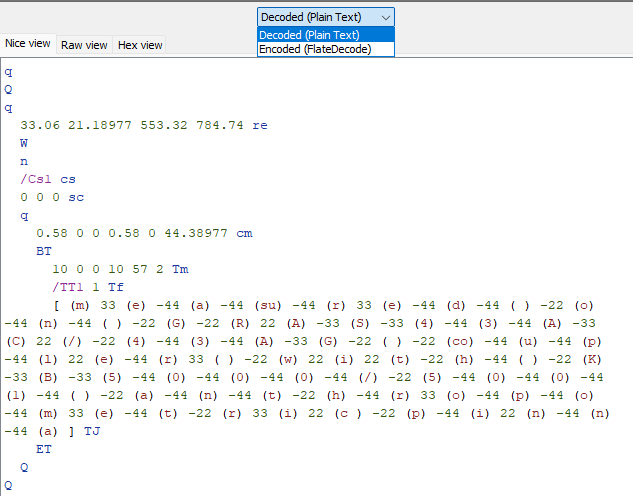 Decoded (Plain Text)
Decoded (Plain Text)
Encoded (FlateDecode)
Nice view Raw view Hex view
q
Q
q
33.06 21.18977 553.32 784.74 re
W
n
/Cs1 cs
0 0 0 sc
q
0.58 0 0 0.58 0 44.38977 cm
BT
10 0 0 10 57 2 Tm
/TT1 1 Tf
[ (m) 33 (e) -44 (a) -44 (su) -44 (r) 33 (e) -44 (d) -44 ( ) -22 (o)
-44 (n) -44 ( ) -22 (G) -22 (R) 22 (A) -33 (S) -33 (4) -44 (3) -44 (A) -33
(C) 22 (/) -22 (4) -44 (3) -44 (A) -33 (G) -22 ( ) -22 (co) -44 (u) -44 (p)
-44 (l) 22 (e) -44 (r) 33 ( ) -22 (w) 22 (i) 22 (t) -22 (h) -44 ( ) -22 (K)
-33 (B) -33 (5) -44 (0) -44 (0) -44 (0) -44 (/) -22 (5) -44 (0) -44 (0) -44
(1) -44 ( ) -22 (a) -44 (n) -44 (t) -22 (h) -44 (r) 33 (o) -44 (p) -44 (o)
-44 (m) 33 (e) -44 (t) -22 (r) 33 (i) 22 (c ) -22 (p) -44 (i) 22 (n) -44 (n)
-44 (a) ] TJ
ET
Q
Q